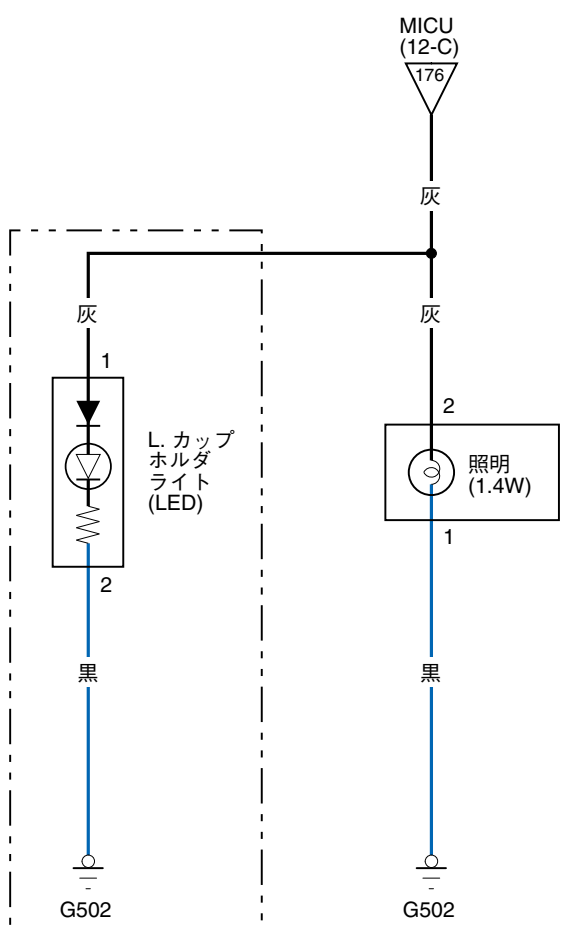 MICU
(12-C)
176
灰
灰
灰
1
L. カップ
ホルダ
ライト
(LED)
2
2
照明
(1.4W)
1
黒
黒
G502
G502